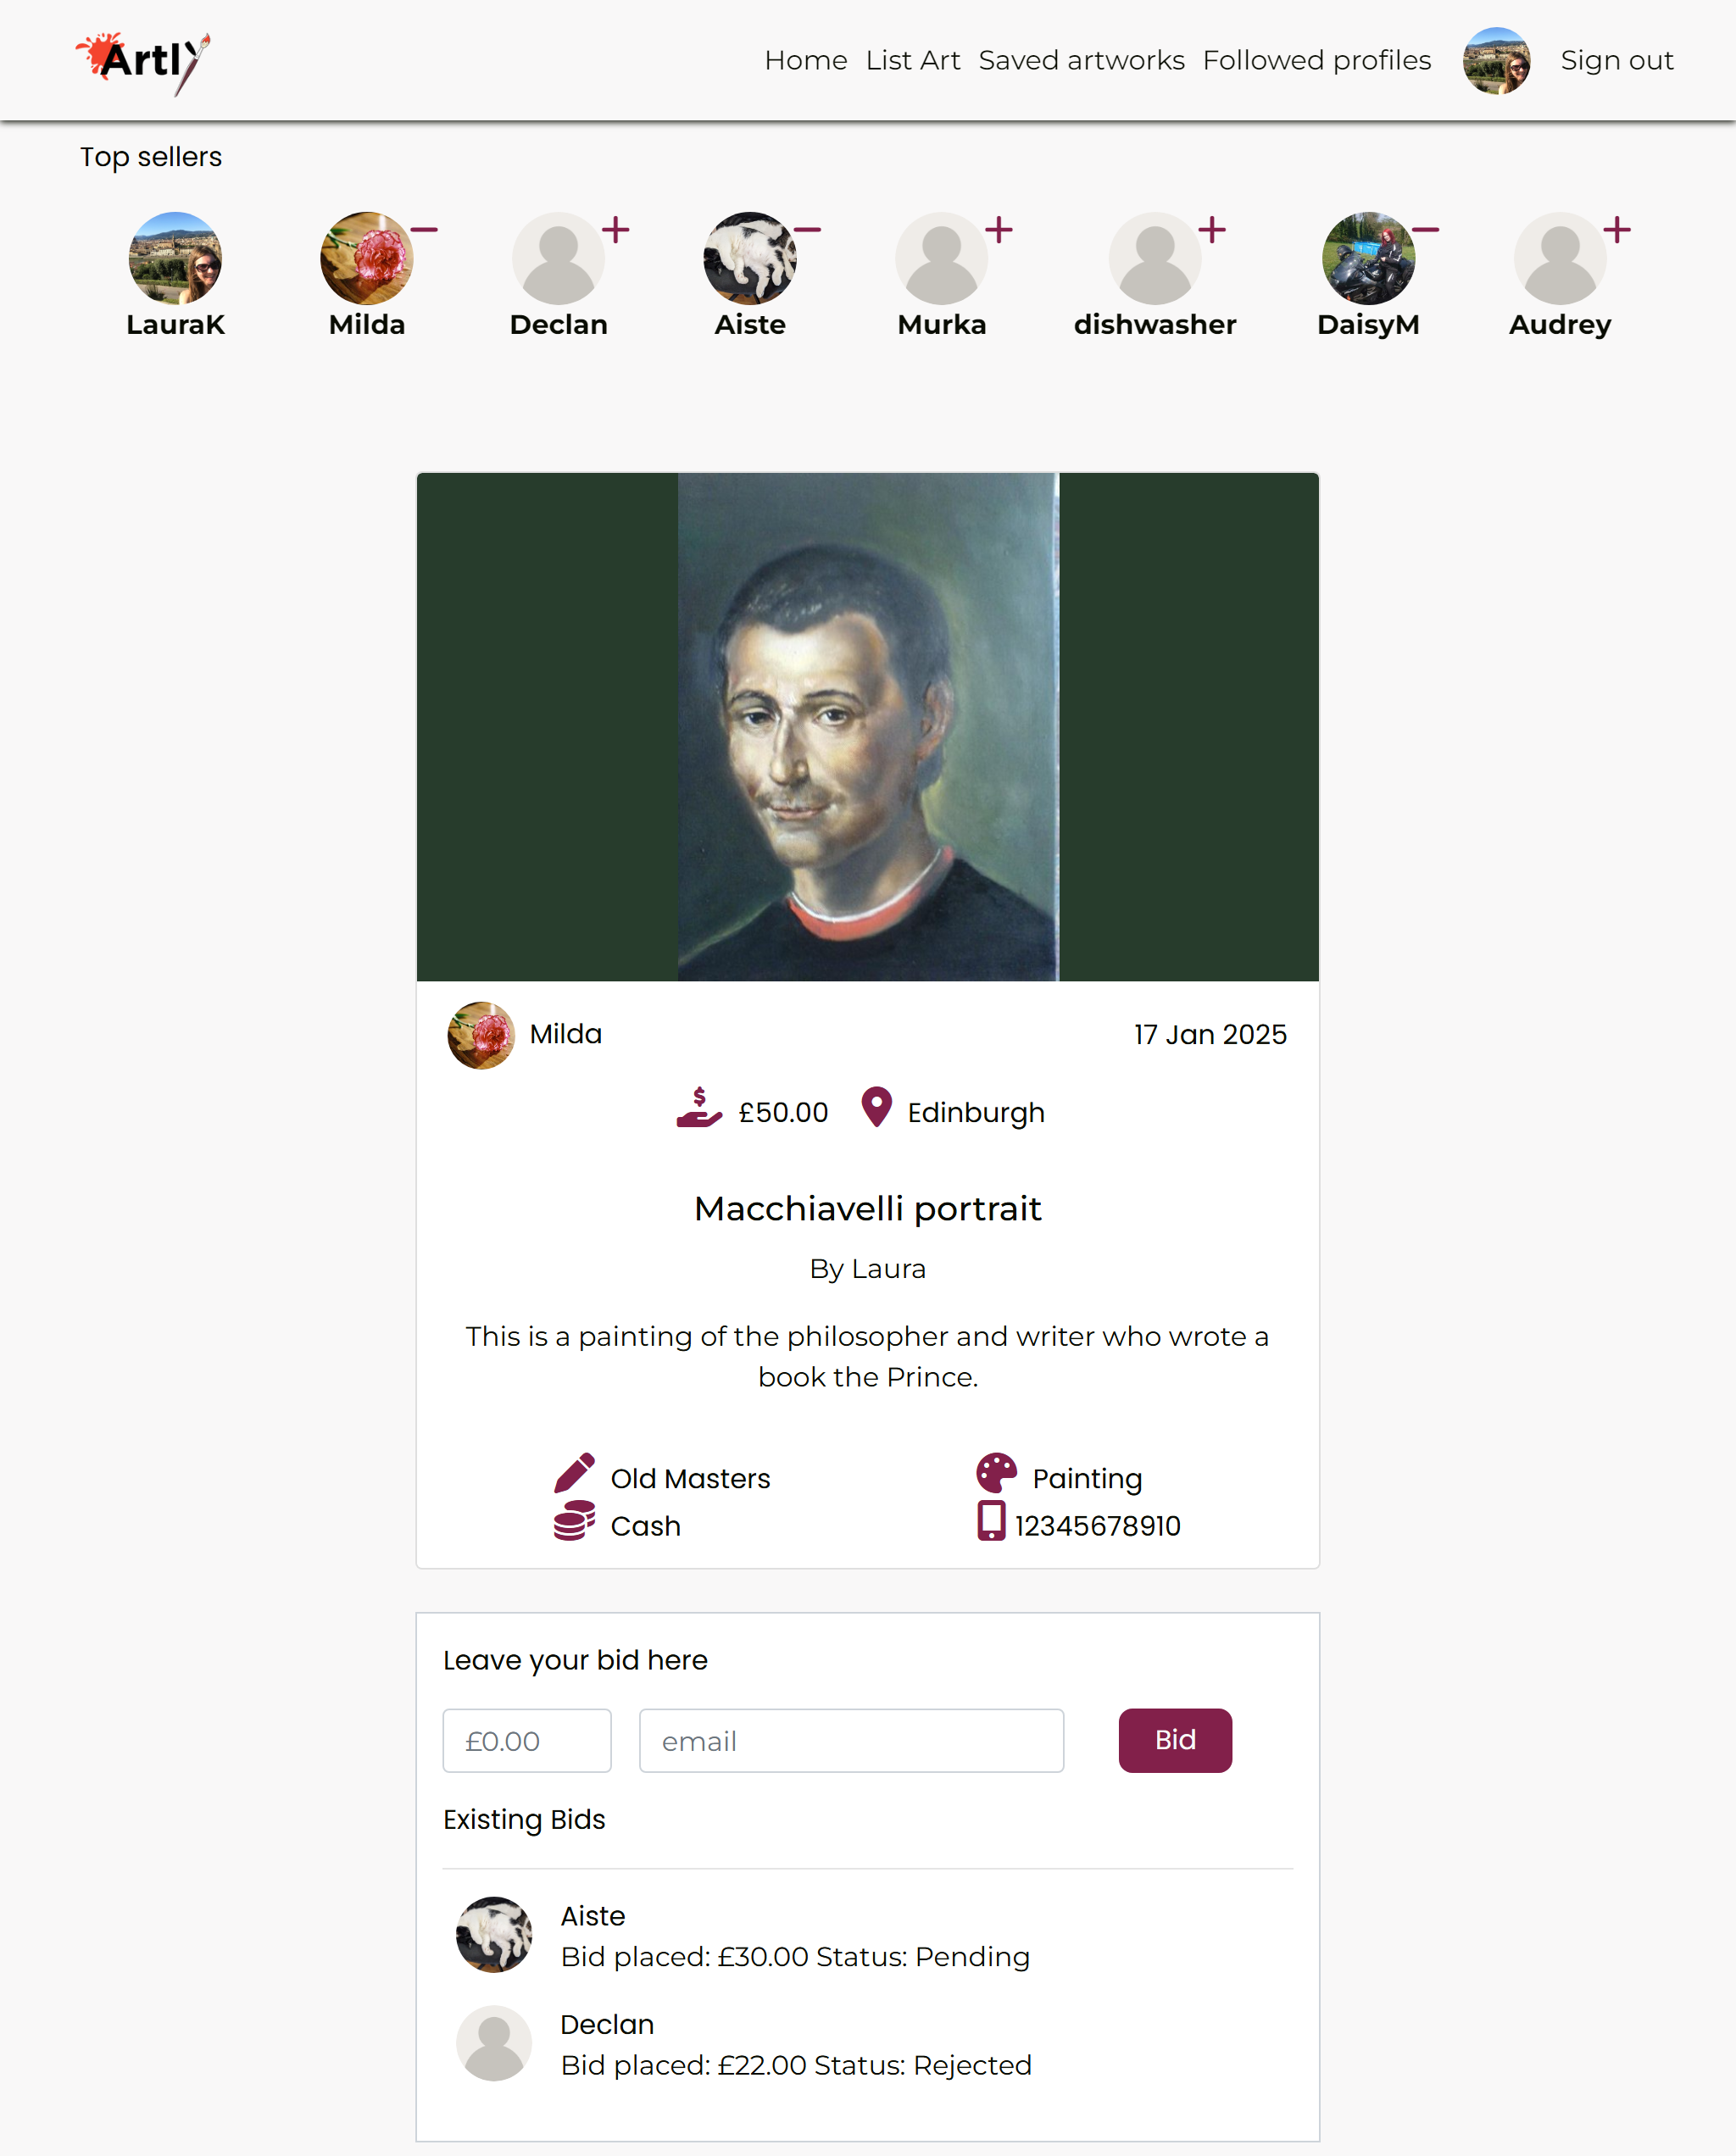 Artly
Home List Art Saved artworks Followed profiles Sign out
Top sellers
LauraK Milda Declan Aiste Murka dishwasher DaisyM Audrey
Milda 17 Jan 2025
£50.00 Edinburgh
Macchiavelli portrait
By Laura
This is a painting of the philosopher and writer who wrote a
book the Prince.
Old Masters Painting
Cash 12345678910
Leave your bid here
£0.00 email Bid
Existing Bids
Aiste
Bid placed: £30.00 Status: Pending
Declan
Bid placed: £22.00 Status: Rejected